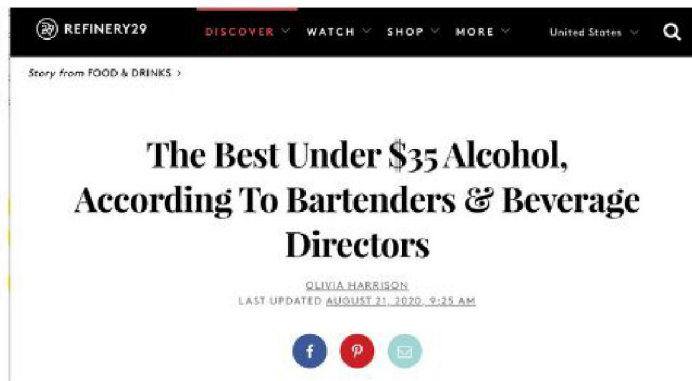 29 REFINERY29 DISCOVER WATCH SHOP MORE United States
Story from FOOD & DRINKS >
The Best Under $35 Alcohol,
According To Bartenders & Beverage
Directors
OLIVIA HARRISON
LAST UPDATED AUGUST 21, 2020, 9:25 AM